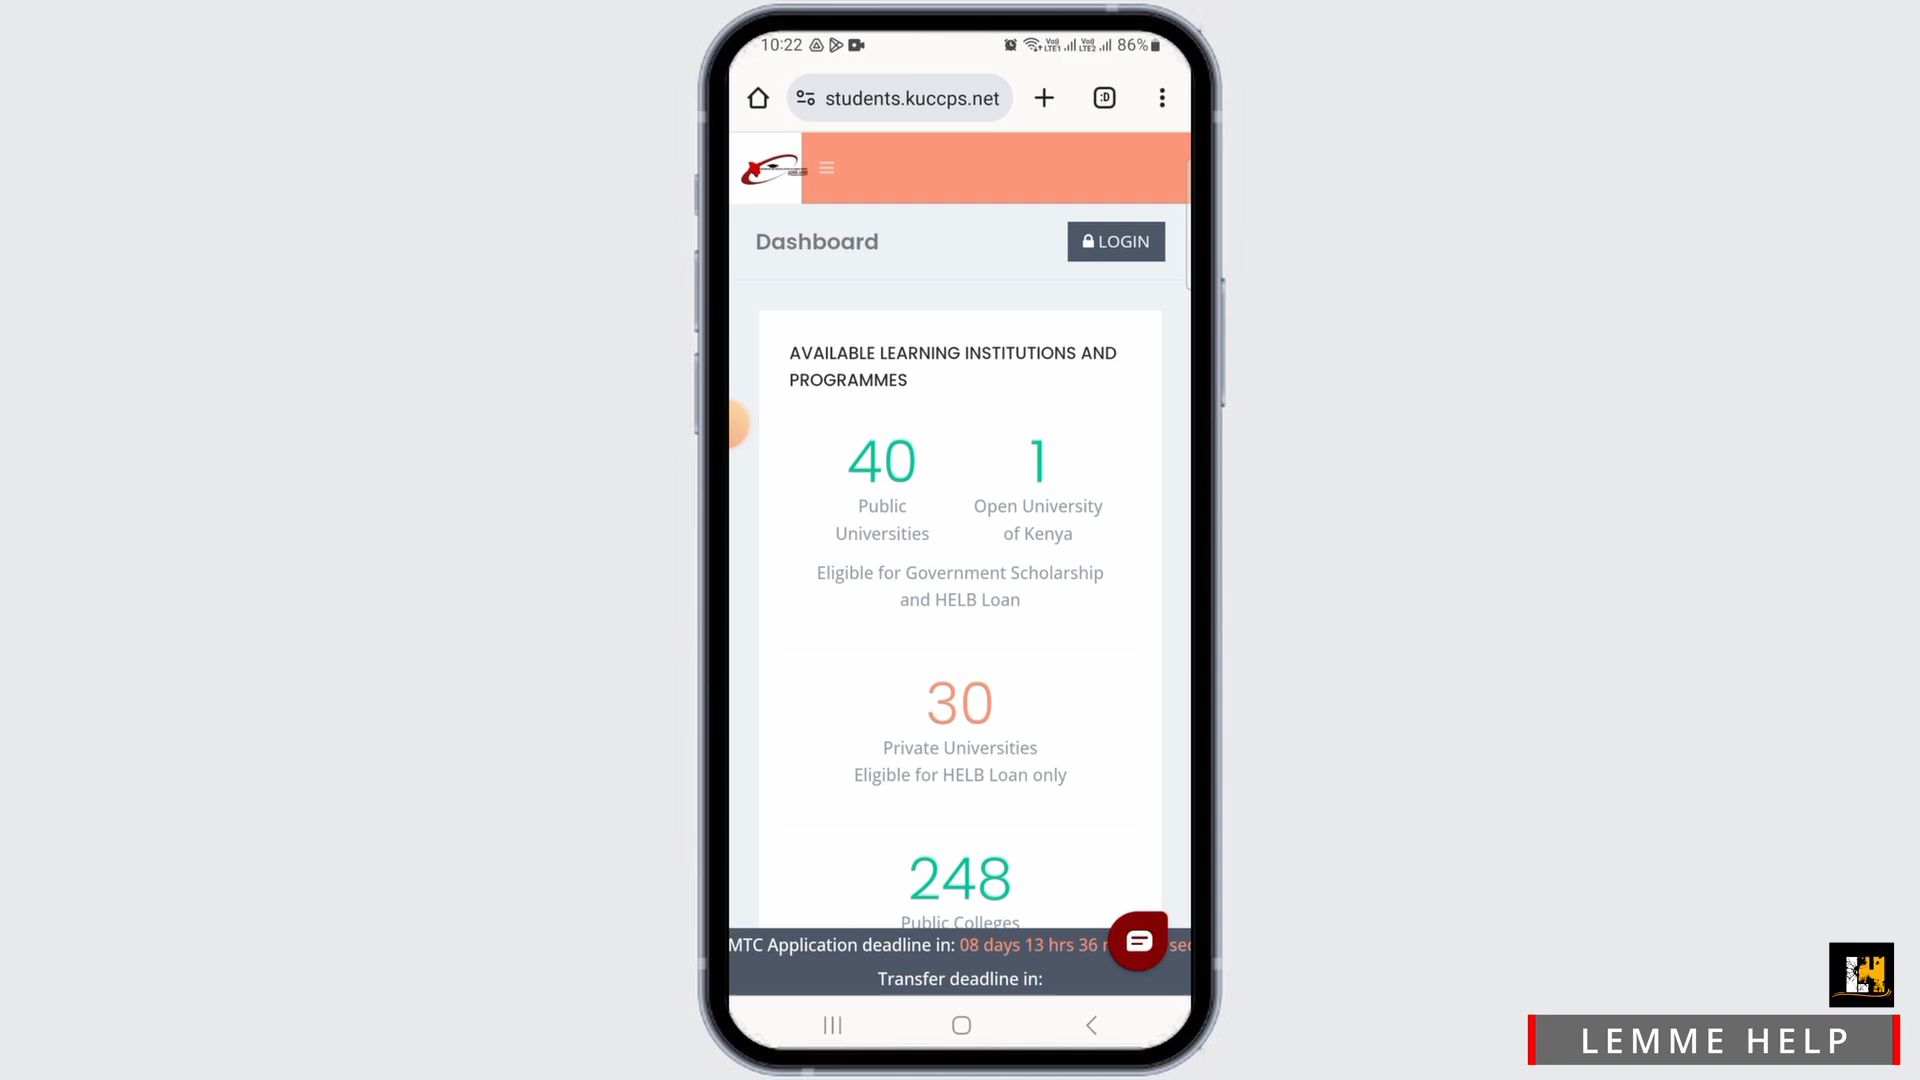 10:22
86%
students.kuccps.net
:D
Dashboard
LOGIN
AVAILABLE LEARNING INSTITUTIONS AND
PROGRAMMES
40
1
Public
Universities
Open University
of Kenya
Eligible for Government Scholarship
and HELB Loan
30
Private Universities
Eligible for HELB Loan only
248
Public Colleges
MTC Application deadline in: 08 days 13 hrs 36 m sec
Transfer deadline in:
LEMME HELP